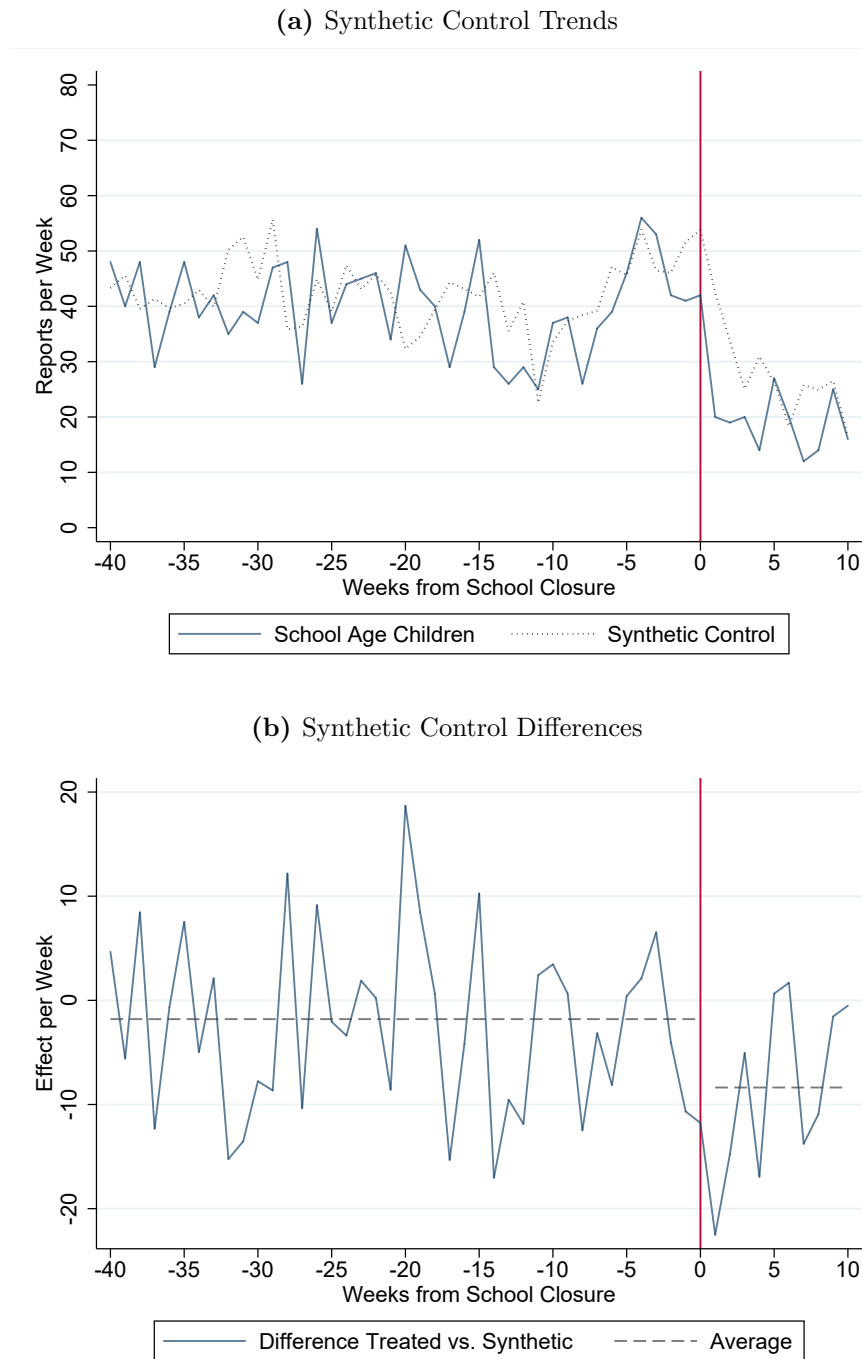 (a) Synthetic Control Trends
80
70
60
50
40
30
20
10
0
Reports per Week
-40 -35 -30 -25 -20 -15 -10 -5 0 5 10
Weeks from School Closure
School Age Children Synthetic Control
(b) Synthetic Control Differences
20
10
0
-10
-20
Effect per Week
-40 -35 -30 -25 -20 -15 -10 -5 0 5 10
Weeks from School Closure
Difference Treated vs. Synthetic Average